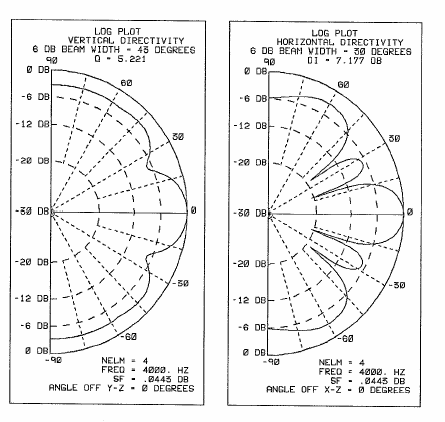 LOG PLOT
VERTICAL DIRECTIVITY
6 DB BEAM WIDTH - 43 DEGREES
Q - 5.221
90
0 DB
60
-6 DB
-12 DB
30
-20 DB
-30 DB
0
-20 DB
-30
-12 DB
-6 DB
-60
0 DB
-90
NELM = 4
FREQ = 4000. HZ
SF - .0443 DB
ANGLE OFF Y-Z - 0 DEGREES
LOG PLOT
HORIZONTAL DIRECTIVITY
6 DB BEAM WIDTH - 30 DEGREES
DI - 7.177 DB
90
0 DB
60
-6 DB
-12 DB
30
-20 DB
-30 DB
0
-20 DB
-30
-12 DB
-6 DB
-60
0 DB
-90
NELM = 4
FREQ = 4000. HZ
SF - .0443 DB
ANGLE OFF X-Z - 0 DEGREES